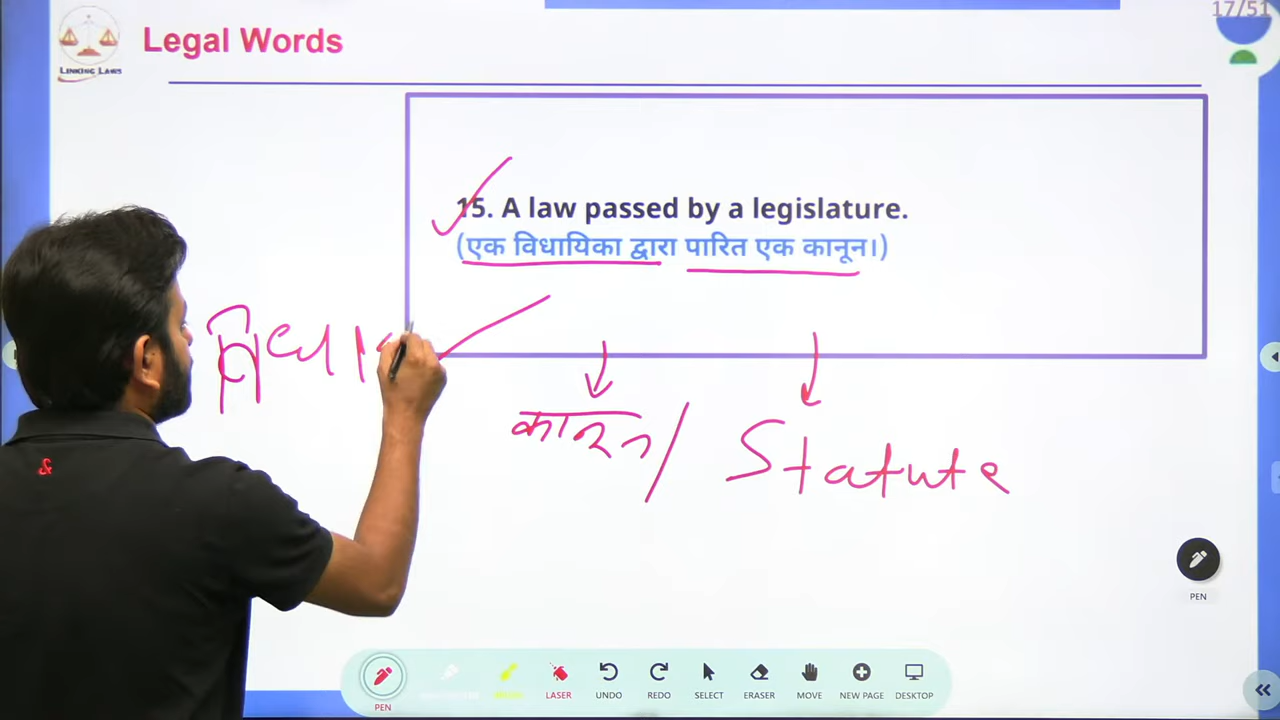 17/51
Legal Words
LINKING LAWS
15. A law passed by a legislature.
(एक विधायिका द्वारा पारित एक कानून।)
कानून/ Statute
PEN
PEN
LASER
UNDO
REDO
SELECT
ERASER
MOVE
NEW PAGE
DESKTOP